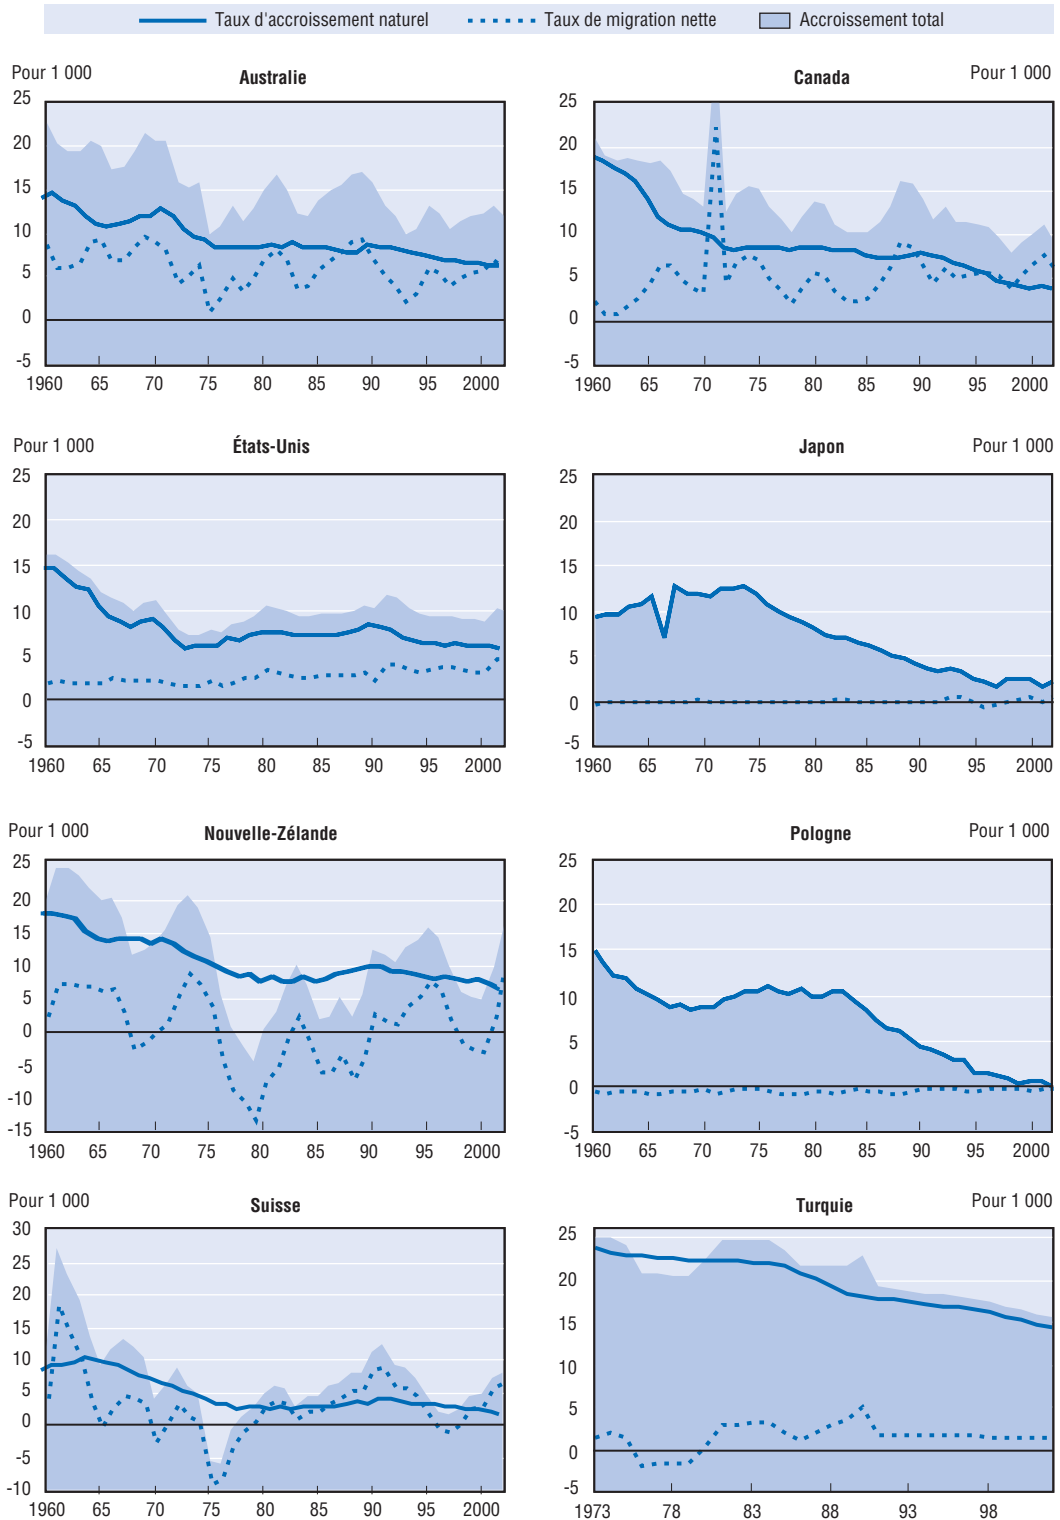 Taux d'accroissement naturel
Taux de migration nette
Accroissement total
Pour 1 000
Australie
25
20
15
10
5
0
-5
1960 65 70 75 80 85 90 95 2000
Canada
Pour 1 000
25
20
15
10
5
0
-5
1960 65 70 75 80 85 90 95 2000
Pour 1 000
États-Unis
25
20
15
10
5
0
-5
1960 65 70 75 80 85 90 95 2000
Japon
Pour 1 000
25
20
15
10
5
0
-5
1960 65 70 75 80 85 90 95 2000
Pour 1 000
Nouvelle-Zélande
25
20
15
10
5
0
-5
-10
-15
1960 65 70 75 80 85 90 95 2000
Pologne
Pour 1 000
25
20
15
10
5
0
-5
1960 65 70 75 80 85 90 95 2000
Pour 1 000
Suisse
30
25
20
15
10
5
0
-5
-10
1960 65 70 75 80 85 90 95 2000
Turquie
Pour 1 000
25
20
15
10
5
0
-5
1973 78 83 88 93 98